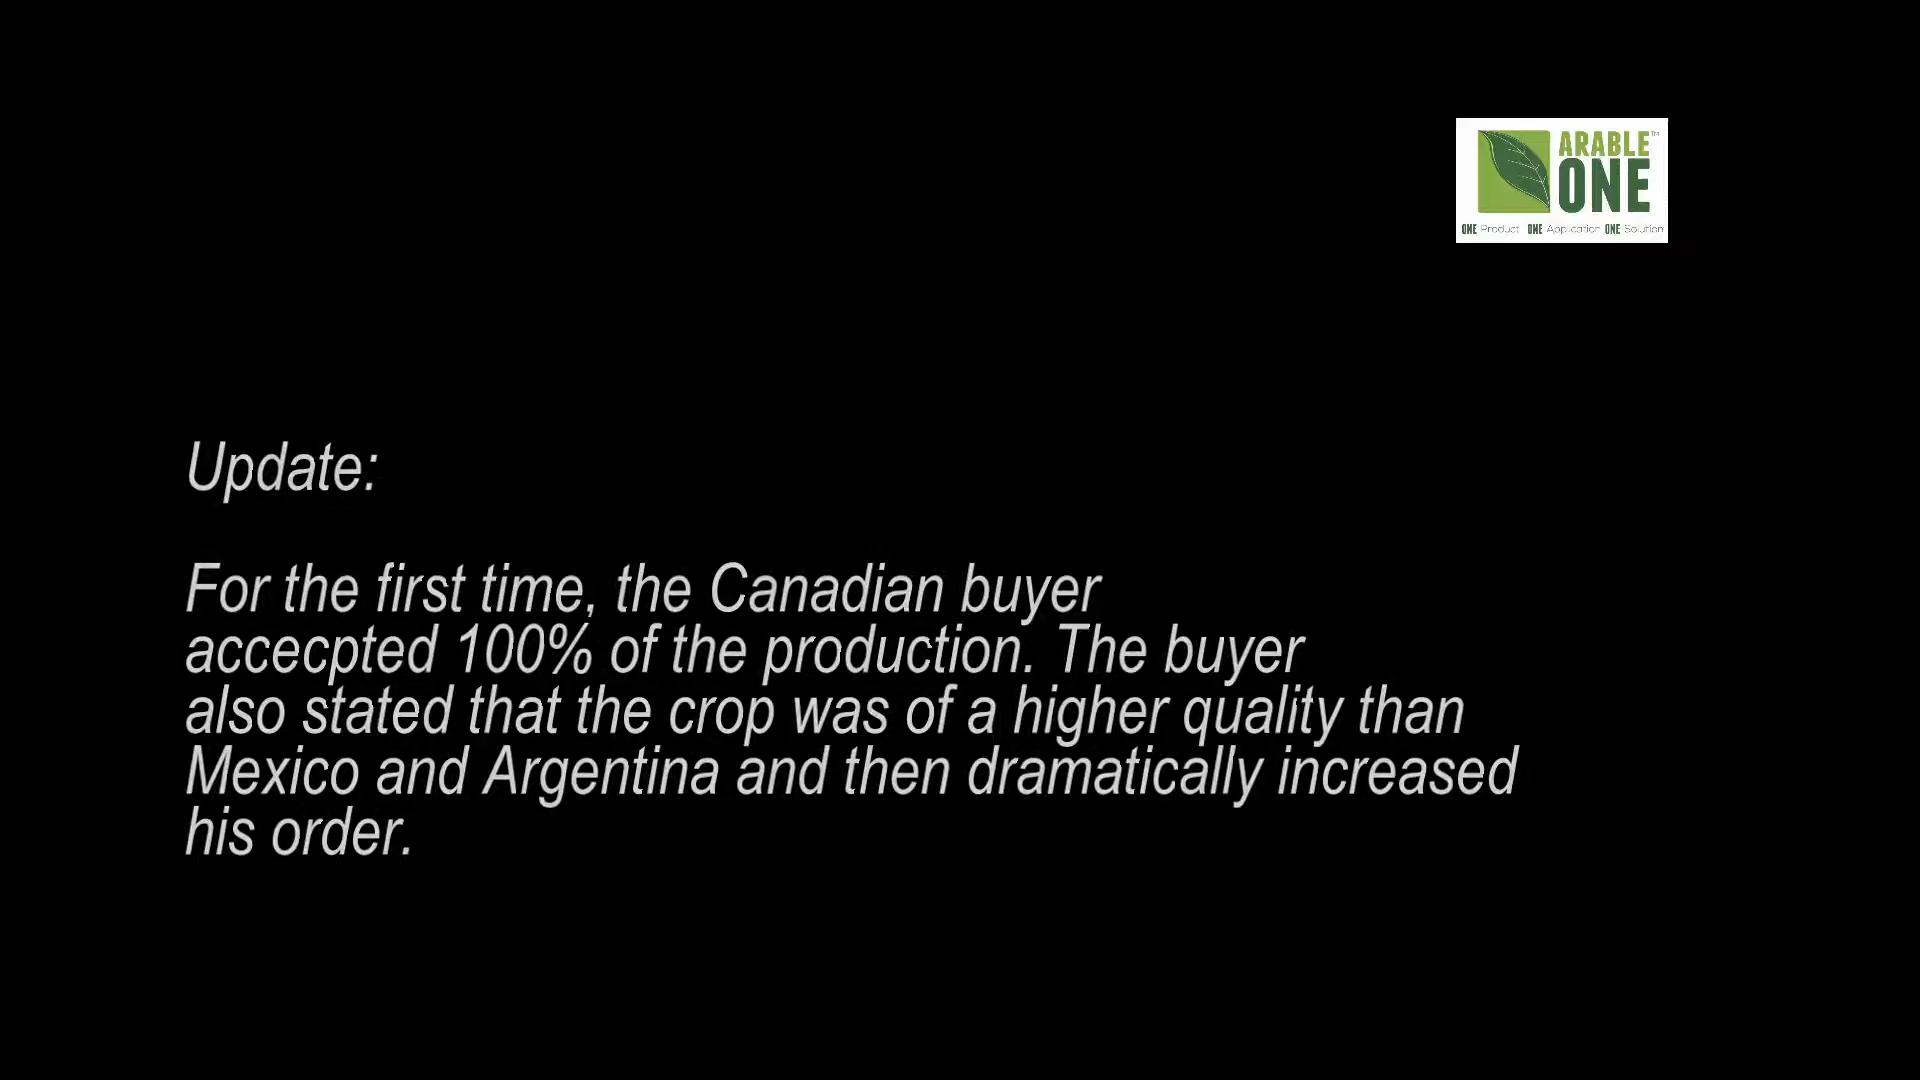 ARABLE™
ONE
ONE Product ONE Application ONE Solution
Update:
For the first time, the Canadian buyer
accecpted 100% of the production. The buyer
also stated that the crop was of a higher quality than
Mexico and Argentina and then dramatically increased
his order.